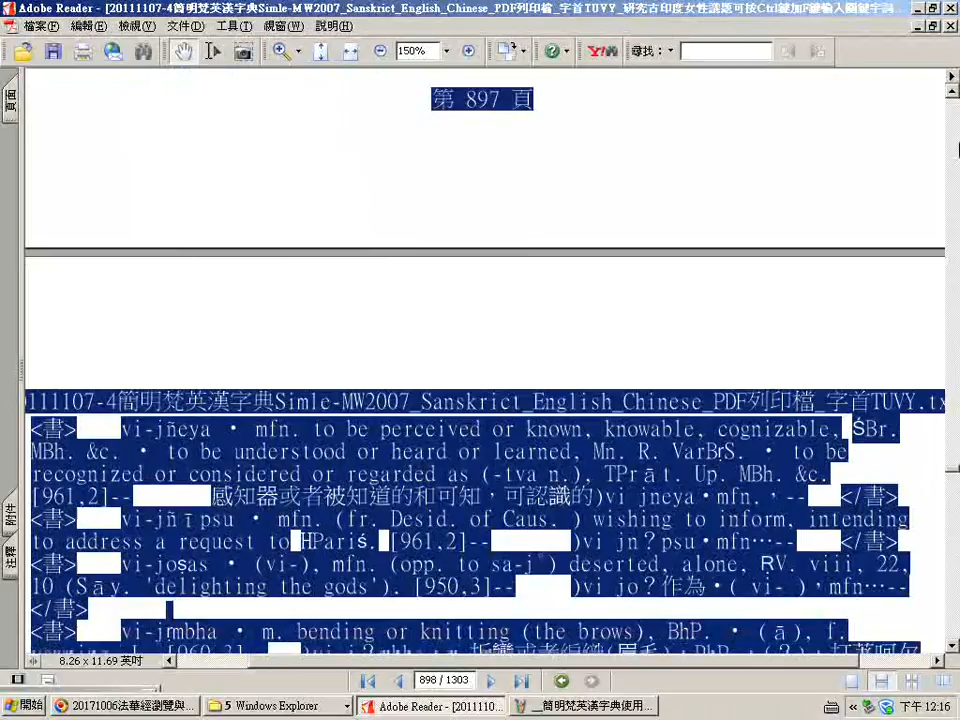 Adobe Reader - [20111107-4簡明梵英漢字典Simle-MW2007_Sanskrict_English_Chinese_PDF列印檔_字首TUVY_研究古印度女性議題可按Ctrl鍵加F鍵輸入關鍵字詞
檔案(F) 編輯(E) 檢視(V) 文件(D) 工具(T) 視窗(W) 說明(H)
150% Y! 尋找:
頁面
第 897 頁
111107-4簡明梵英漢字典Simle-MW2007_Sanskrict_English_Chinese_PDF列印檔_字首TUVY.tx
<書> vi-jñeya • mfn. to be perceived or known, knowable, cognizable, ŚBr.
MBh. &c. • to be understood or heard or learned, Mn. R. VarBṛS. • to be
recognized or considered or regarded as (-tva n.), TPrāt. Up. MBh. &c.
[961,2]-- 感知器或者被知道的和可知，可認識的)vi jneya•mfn.，-- </書>
<書> vi-jñīpsu • mfn. (fr. Desid. of Caus. ) wishing to inform, intending
to address a request to HPariś. [961,2]-- )vi jn？psu•mfn…-- </書>
<書> vi-joṣas • (vi-), mfn. (opp. to sa-j°) deserted, alone, RV. viii, 22,
10 (Sāy. 'delighting the gods'). [950,3]-- )vi jo？作為•( vi-)，mfn…--
</書>
<書> vi-jṛmbha • m. bending or knitting (the brows), BhP. • (ā), f.
附件
注釋
8.26 x 11.69 英吋
898 / 1303
開始 20171006法華經瀏覽與... 5 Windows Explorer Adobe Reader - [2011110... __簡明梵英漢字典使用... 下午 12:16